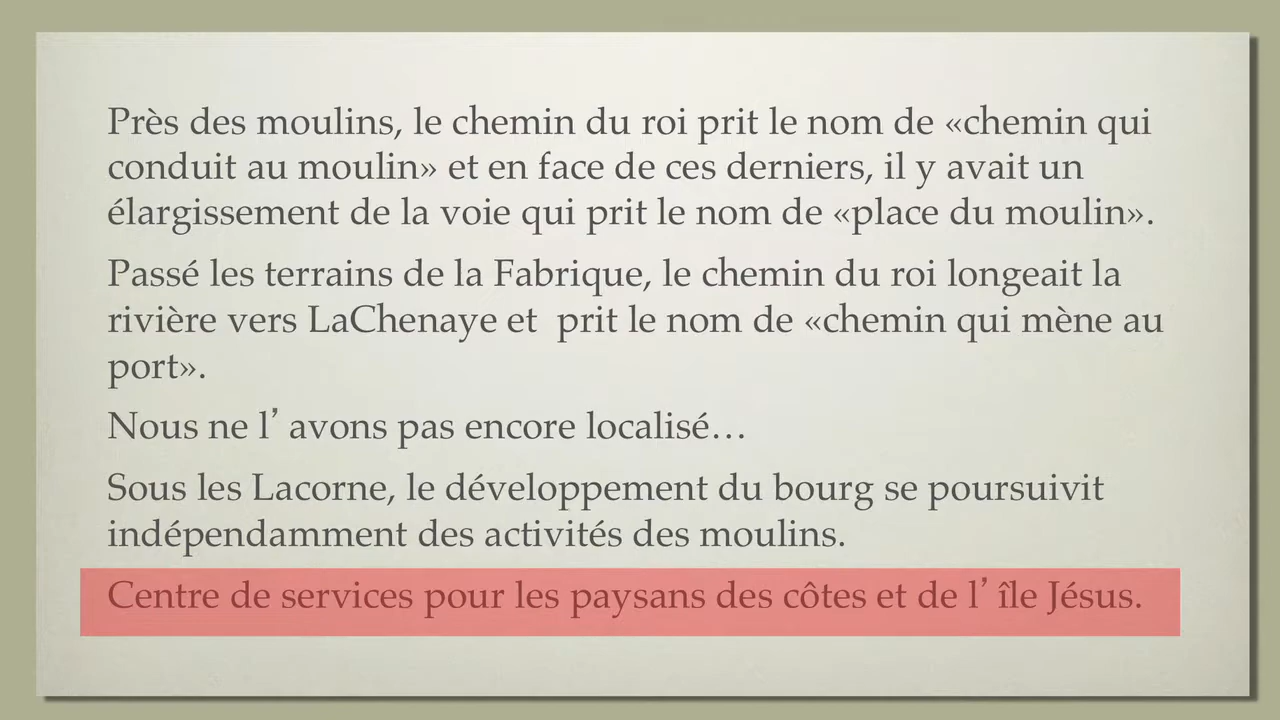 Près des moulins, le chemin du roi prit le nom de «chemin qui
conduit au moulin» et en face de ces derniers, il y avait un
élargissement de la voie qui prit le nom de «place du moulin».
Passé les terrains de la Fabrique, le chemin du roi longeait la
rivière vers LaChenaye et  prit le nom de «chemin qui mène au
port».
Nous ne l’ avons pas encore localisé…
Sous les Lacorne, le développement du bourg se poursuivit
indépendamment des activités des moulins.
Centre de services pour les paysans des côtes et de l’ île Jésus.